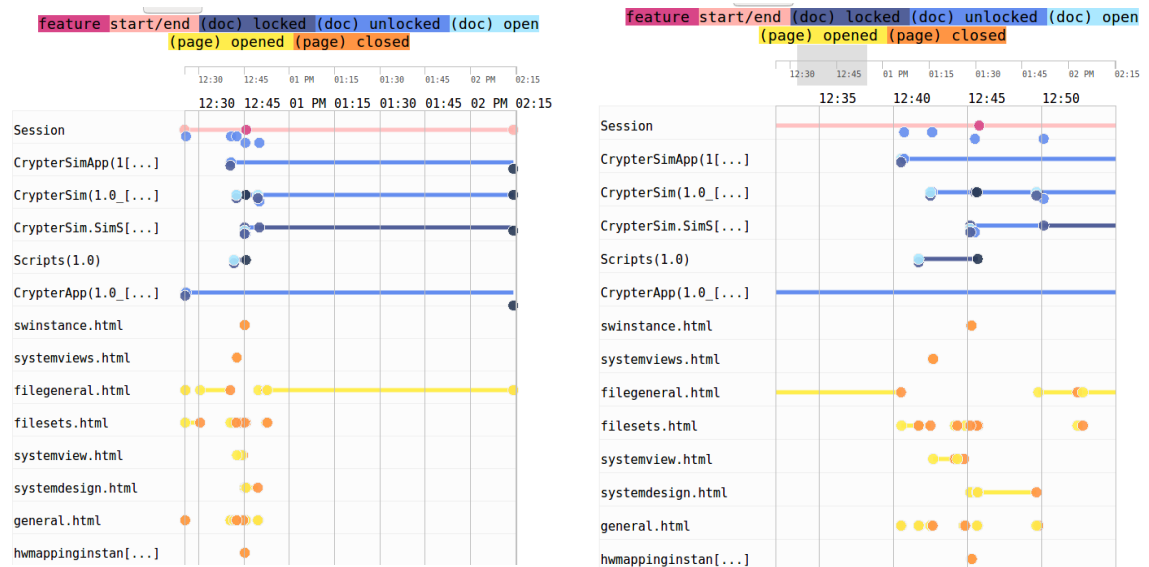 feature start/end (doc) locked (doc) unlocked (doc) open
(page) opened (page) closed
12:30 12:45 01 PM 01:15 01:30 01:45 02 PM 02:15
12:30 12:45 01 PM 01:15 01:30 01:45 02 PM 02:15
Session
CrypterSimApp(1[...]
CrypterSim(1.0_[...]
CrypterSim.SimS[...]
Scripts(1.0)
CrypterApp(1.0_[...]
swinstance.html
systemviews.html
filegeneral.html
filesets.html
systemview.html
systemdesign.html
general.html
hwmappinginstan[...]
feature start/end (doc) locked (doc) unlocked (doc) open
(page) opened (page) closed
12:30 12:45 01 PM 01:15 01:30 01:45 02 PM 02:15
12:35 12:40 12:45 12:50
Session
CrypterSimApp(1[...]
CrypterSim(1.0_[...]
CrypterSim.SimS[...]
Scripts(1.0)
CrypterApp(1.0_[...]
swinstance.html
systemviews.html
filegeneral.html
filesets.html
systemview.html
systemdesign.html
general.html
hwmappinginstan[...]